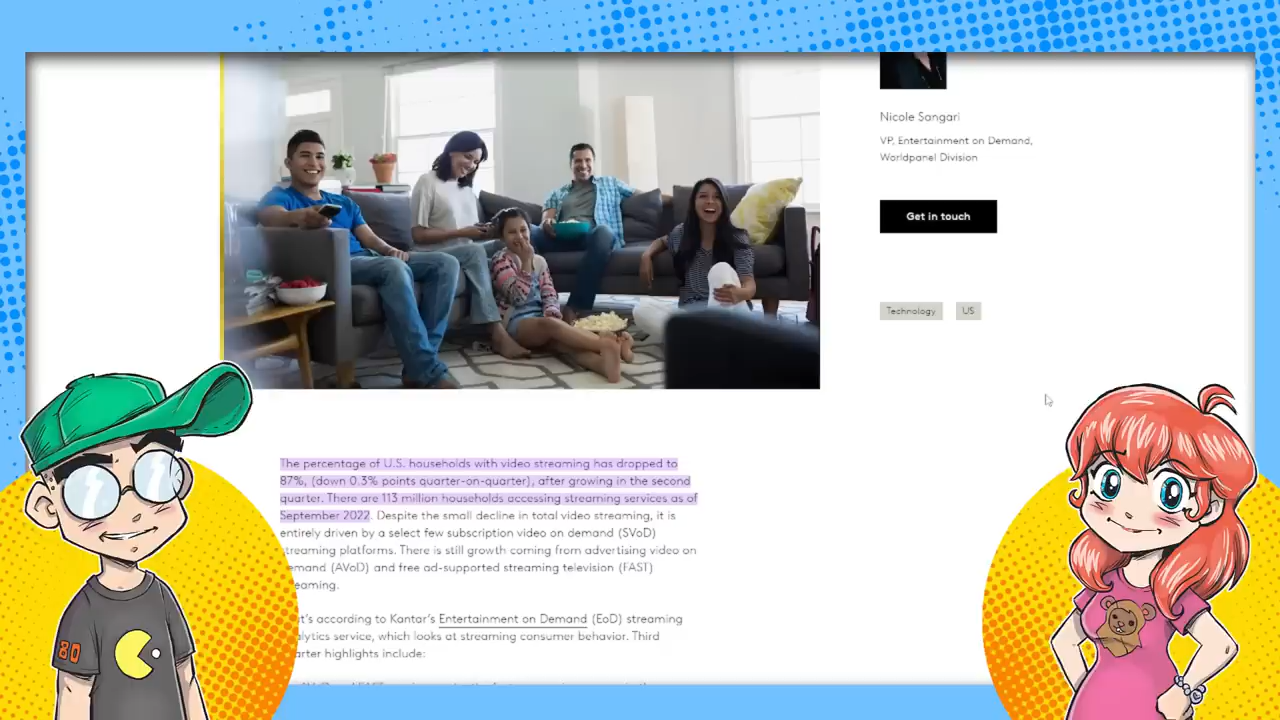 Nicole Sangari
VP, Entertainment on Demand,
Worldpanel Division
Get in touch
Technology
US
The percentage of U.S. households with video streaming has dropped to
87%, (down 0.3% points quarter-on-quarter), after growing in the second
quarter. There are 113 million households accessing streaming services as of
September 2022. Despite the small decline in total video streaming, it is
entirely driven by a select few subscription video on demand (SVoD)
streaming platforms. There is still growth coming from advertising video on
demand (AVoD) and free ad-supported streaming television (FAST)
streaming.
according to Kantar's Entertainment on Demand (EoD) streaming
service, which looks at streaming consumer behavior. Third
highlights include:
80